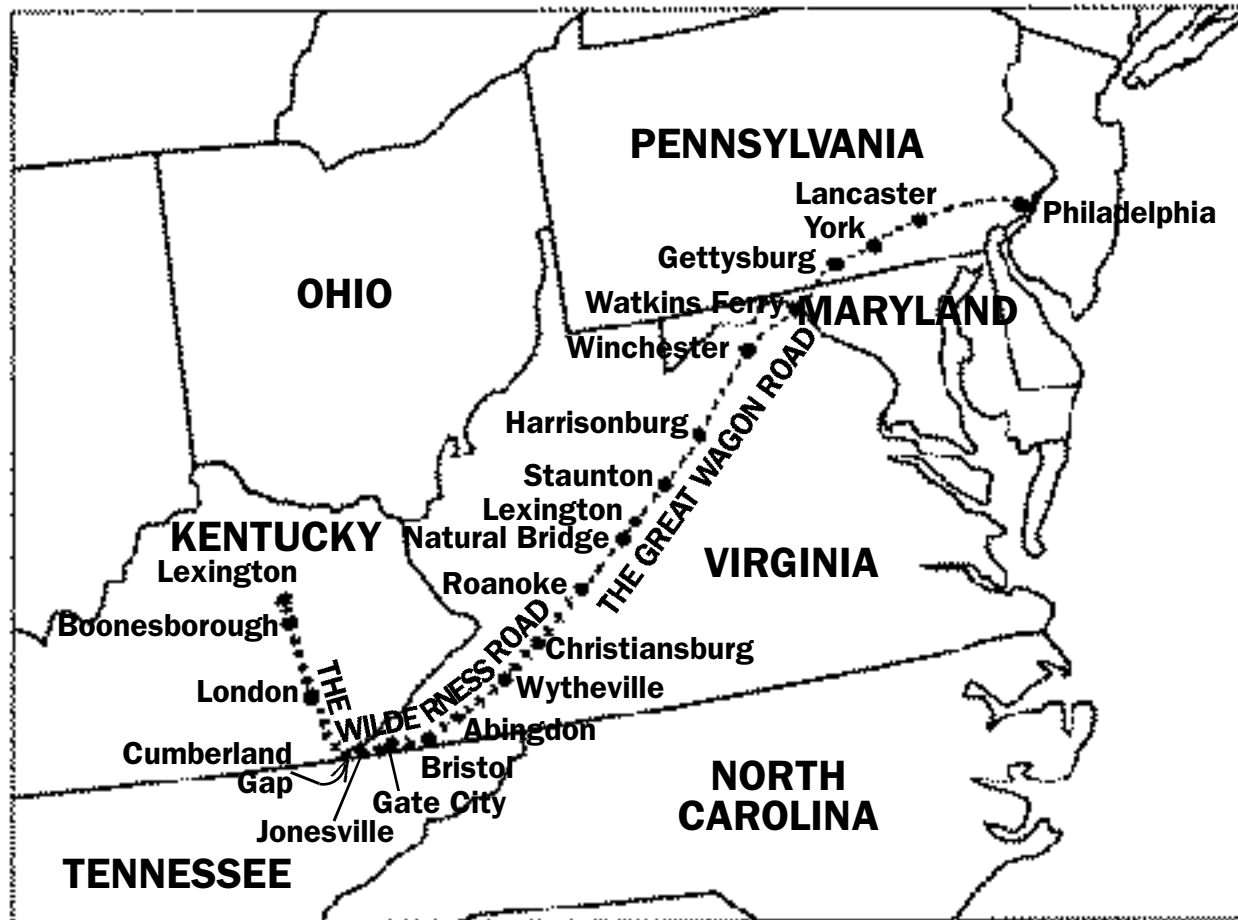 PENNSYLVANIA
Lancaster
York
Philadelphia
Gettysburg
OHIO
Watkins Ferry
MARYLAND
Winchester
THE GREAT WAGON ROAD
Harrisonburg
Staunton
Lexington
Natural Bridge
KENTUCKY
Lexington
VIRGINIA
Roanoke
Boonesborough
Christiansburg
THE WILDERNESS ROAD
Wytheville
London
Abingdon
Cumberland
Gap
Bristol
Gate City
Jonesville
NORTH
CAROLINA
TENNESSEE